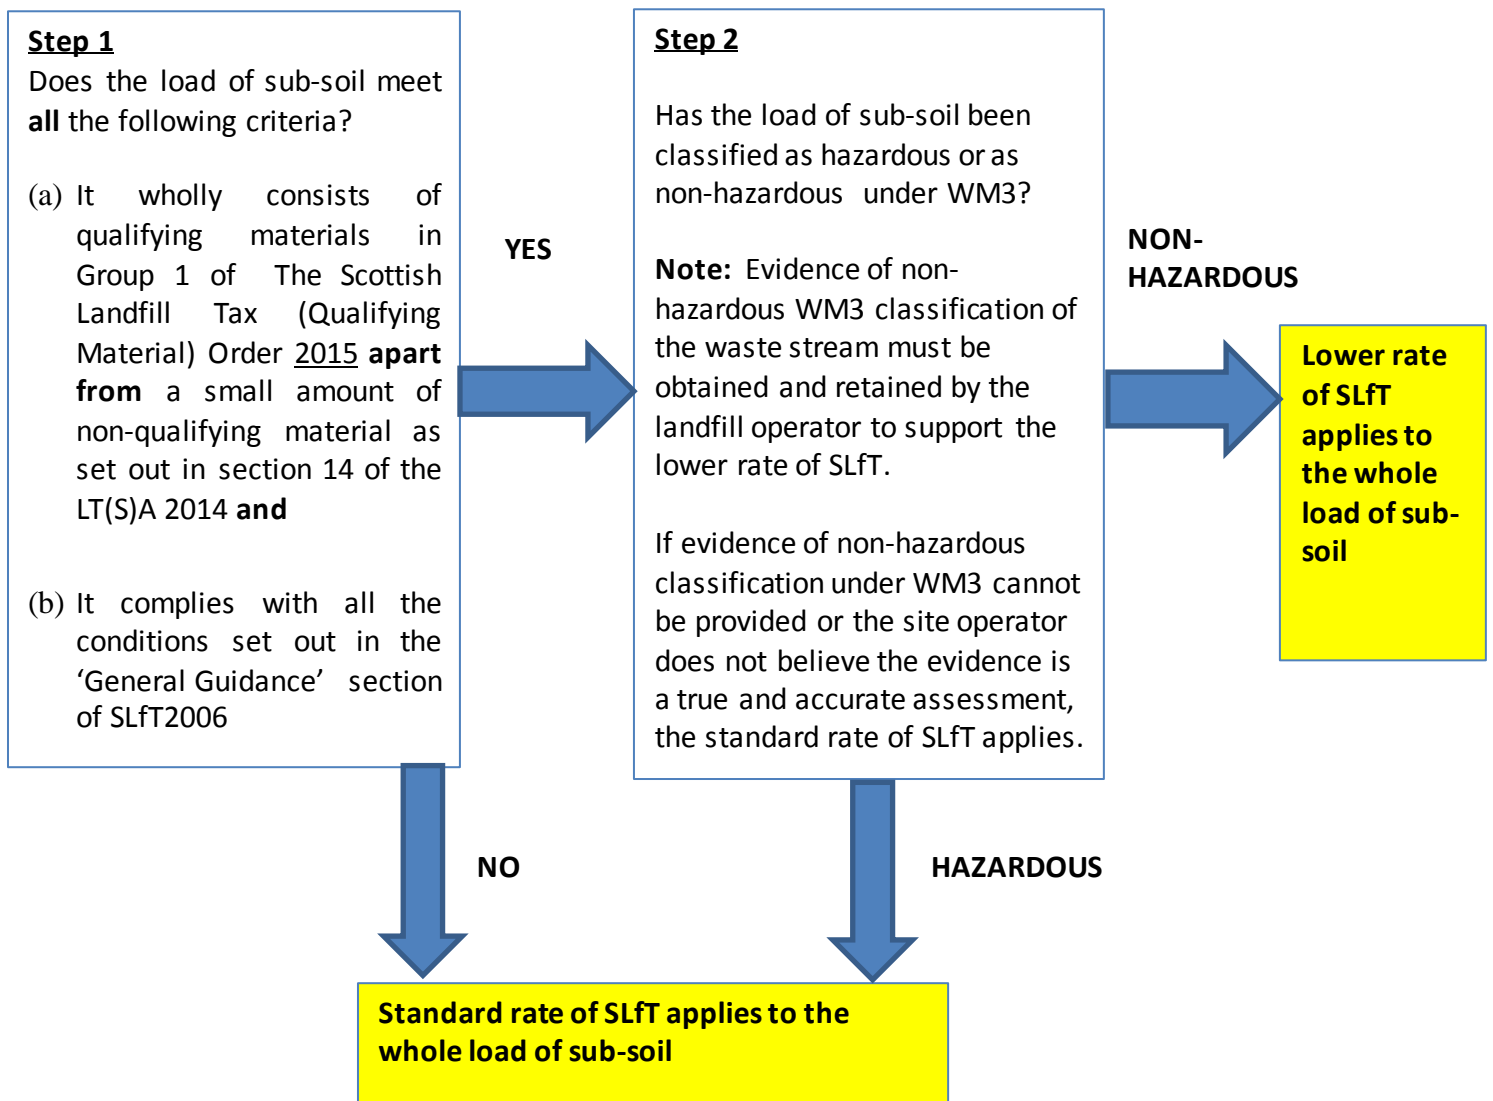 Step 1
Does the load of sub-soil meet
all the following criteria?
(a) It wholly consists of
qualifying materials in
Group 1 of The Scottish
Landfill Tax (Qualifying
Material) Order 2015 apart
from a small amount of
non-qualifying material as
set out in section 14 of the
LT(S)A 2014 and
(b) It complies with all the
conditions set out in the
‘General Guidance’ section
of SLfT2006
YES
Step 2
Has the load of sub-soil been
classified as hazardous or as
non-hazardous under WM3?
Note: Evidence of non-
hazardous WM3 classification of
the waste stream must be
obtained and retained by the
landfill operator to support the
lower rate of SLfT.
If evidence of non-hazardous
classification under WM3 cannot
be provided or the site operator
does not believe the evidence is
a true and accurate assessment,
the standard rate of SLfT applies.
NON-
HAZARDOUS
Lower rate
of SLfT
applies to
the whole
load of sub-
soil
NO
HAZARDOUS
Standard rate of SLfT applies to the
whole load of sub-soil